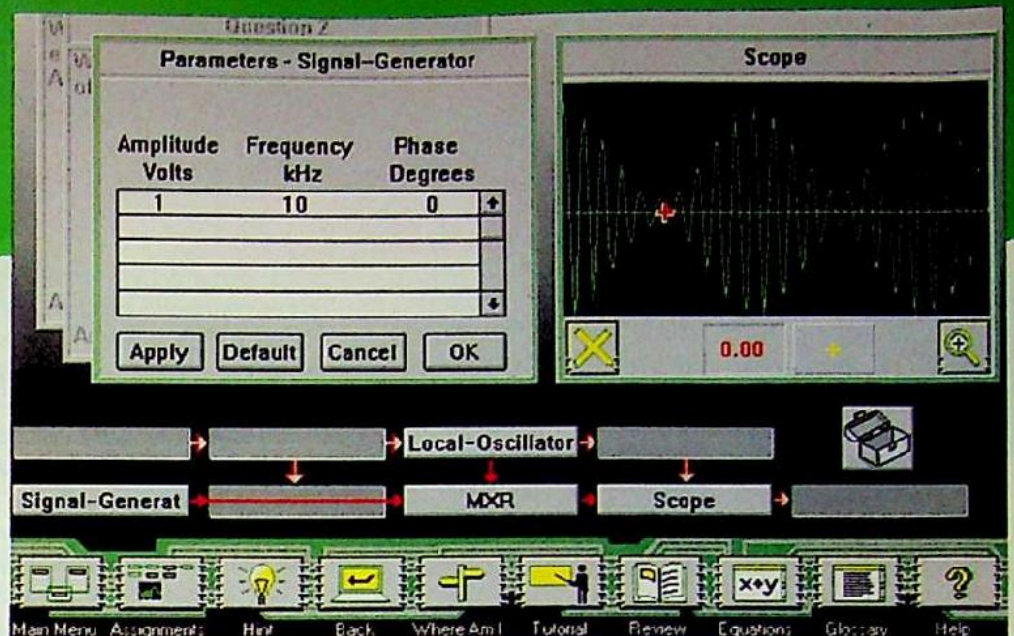 Question 2
Parameters - Signal-Generator
Amplitude Frequency Phase
Volts kHz Degrees
1 10 0
Apply Default Cancel OK
Scope
0.00
Local-Oscillator
Signal-Generat MXR Scope
x+y
Main Menu Assignments Hint Back Where Am I Tutorial Review Equations Glossary Help